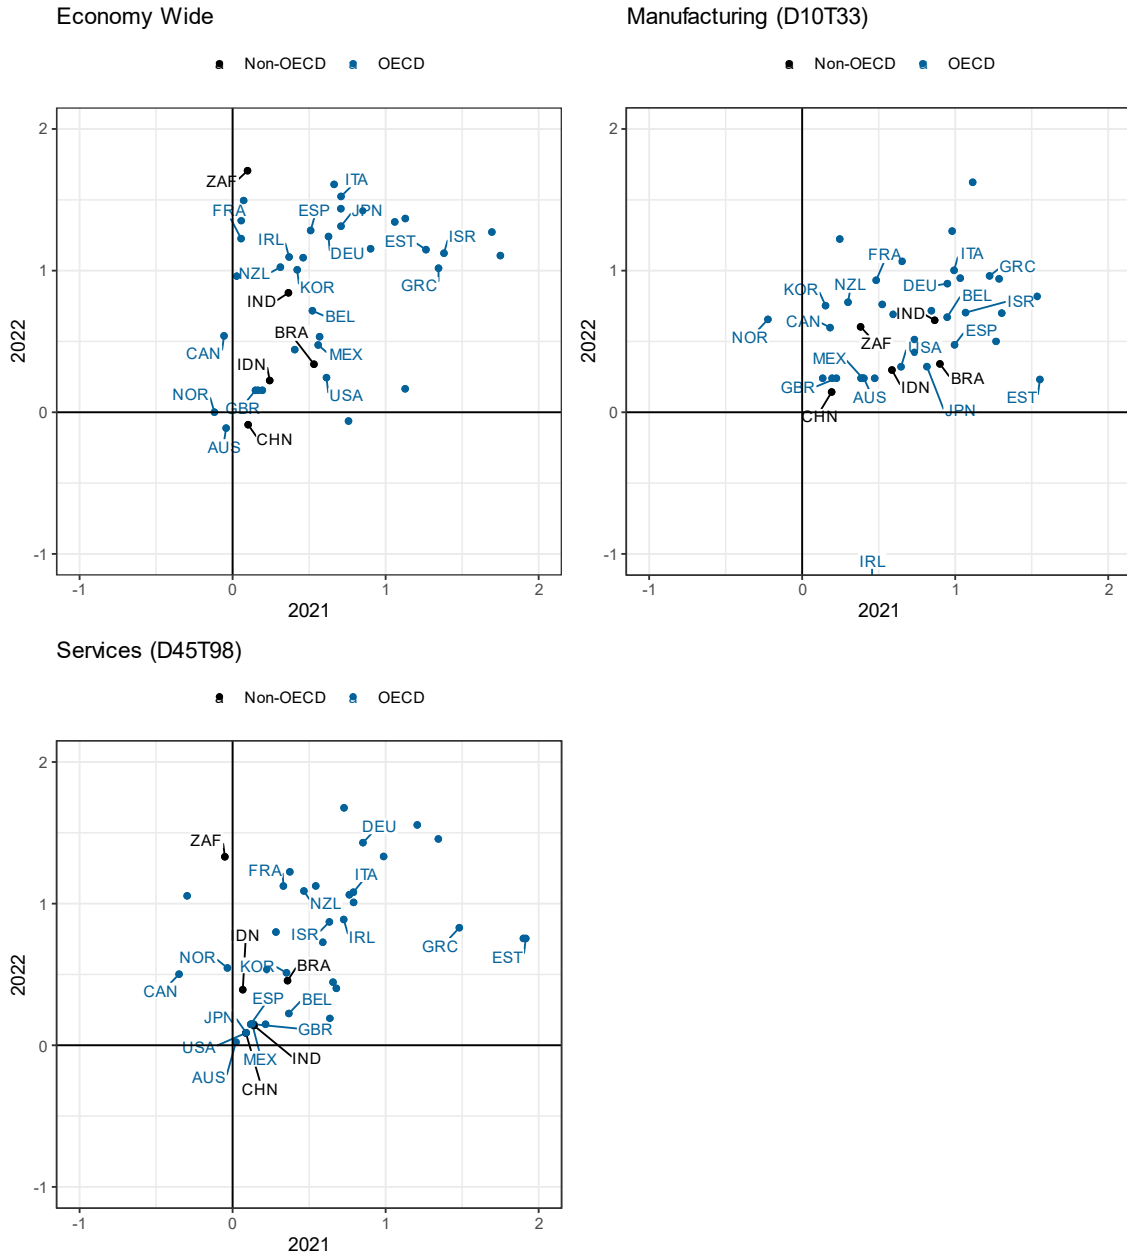 Economy Wide
a Non-OECD a OECD
2
ZAF
ITA
FRA
ESP
JPN
IRL
DEU
EST
ISR
1
NZL
KOR
GRC
IND
BEL
BRA
CAN
MEX
IDN
NOR
GBR
USA
0
AUS
CHN
-1
-1 0 1 2
2021
2022
Manufacturing (D10T33)
a Non-OECD a OECD
2
FRA
ITA
GRC
1
KOR
NZL
DEU
BEL
ISR
NOR
CAN
IND
ESP
ZAF
USA
MEX
GBR
AUS
IDN
BRA
EST
CHN
JPN
0
-1
IRL
-1 0 1 2
2021
2022
Services (D45T98)
a Non-OECD a OECD
2
ZAF
DEU
FRA
ITA
1
NZL
IDN
ISR
IRL
GRC
EST
NOR
KOR
BRA
CAN
ESP
BEL
JPN
GBR
0
USA
MEX
IND
AUS
CHN
-1
-1 0 1 2
2021
2022